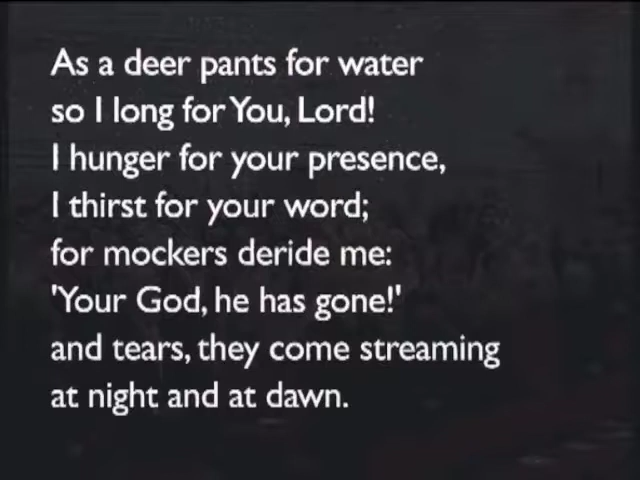 As a deer pants for water
so I long for You, Lord!
I hunger for your presence,
I thirst for your word;
for mockers deride me:
'Your God, he has gone!'
and tears, they come streaming
at night and at dawn.